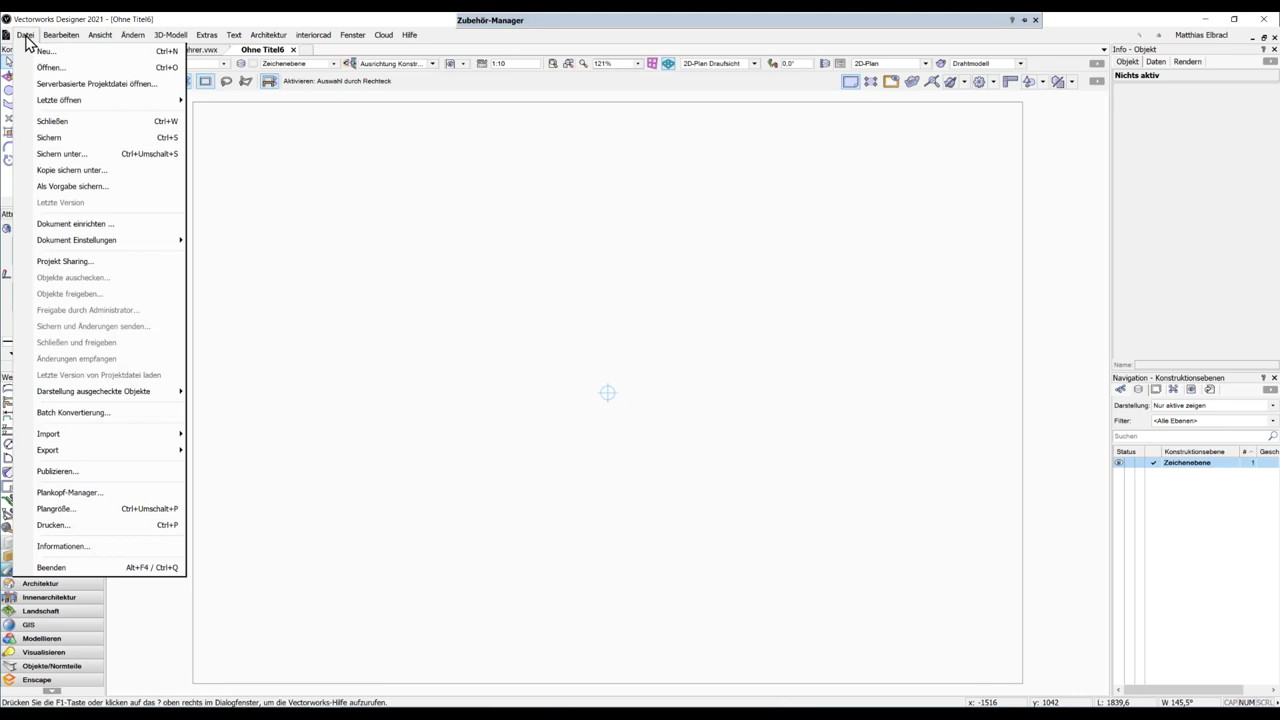 Vectorworks Designer 2021 - [Ohne Titel6]
Zubehör-Manager
Datei Bearbeiten Ansicht Ändern 3D-Modell Extras Text Architektur interiorcad Fenster Cloud Hilfe
Matthias Elbracl
hrer.vwx Ohne Titel6
Zeichenebene Ausrichtung Konstr... 1:10 121% 2D-Plan Draufsicht 0,0° 2D-Plan Drahtmodell
Aktivieren: Auswahl durch Rechteck
Neu... Ctrl+N
Öffnen... Ctrl+O
Serverbasierte Projektdatei öffnen...
Letzte öffnen
Schließen Ctrl+W
Sichern Ctrl+S
Sichern unter... Ctrl+Umschalt+S
Kopie sichern unter...
Als Vorgabe sichern...
Letzte Version
Dokument einrichten ...
Dokument Einstellungen
Projekt Sharing...
Objekte auschecken...
Objekte freigeben...
Freigabe durch Administrator...
Sichern und Änderungen senden...
Schließen und freigeben
Änderungen empfangen
Letzte Version von Projektdatei laden
Darstellung ausgecheckte Objekte
Batch Konvertierung...
Import
Export
Publizieren...
Plankopf-Manager...
Plangröße... Ctrl+Umschalt+P
Drucken... Ctrl+P
Informationen...
Beenden Alt+F4 / Ctrl+Q
Architektur
Innenarchitektur
Landschaft
GIS
Modellieren
Visualisieren
Objekte/Normteile
Enscape
Info - Objekt
Objekt Daten Rendern
Nichts aktiv
Name:
Navigation - Konstruktionsebenen
Darstellung: Nur aktive zeigen
Filter: <Alle Ebenen>
Suchen
Status Konstruktionsebene # Gesch
Zeichenebene 1
Drücken Sie die F1-Taste oder klicken auf das ? oben rechts im Dialogfenster, um die Vectorworks-Hilfe aufzurufen.
x: -1516 y: 1042 L: 1839,6 W 145,5° CAP NUM SCRL